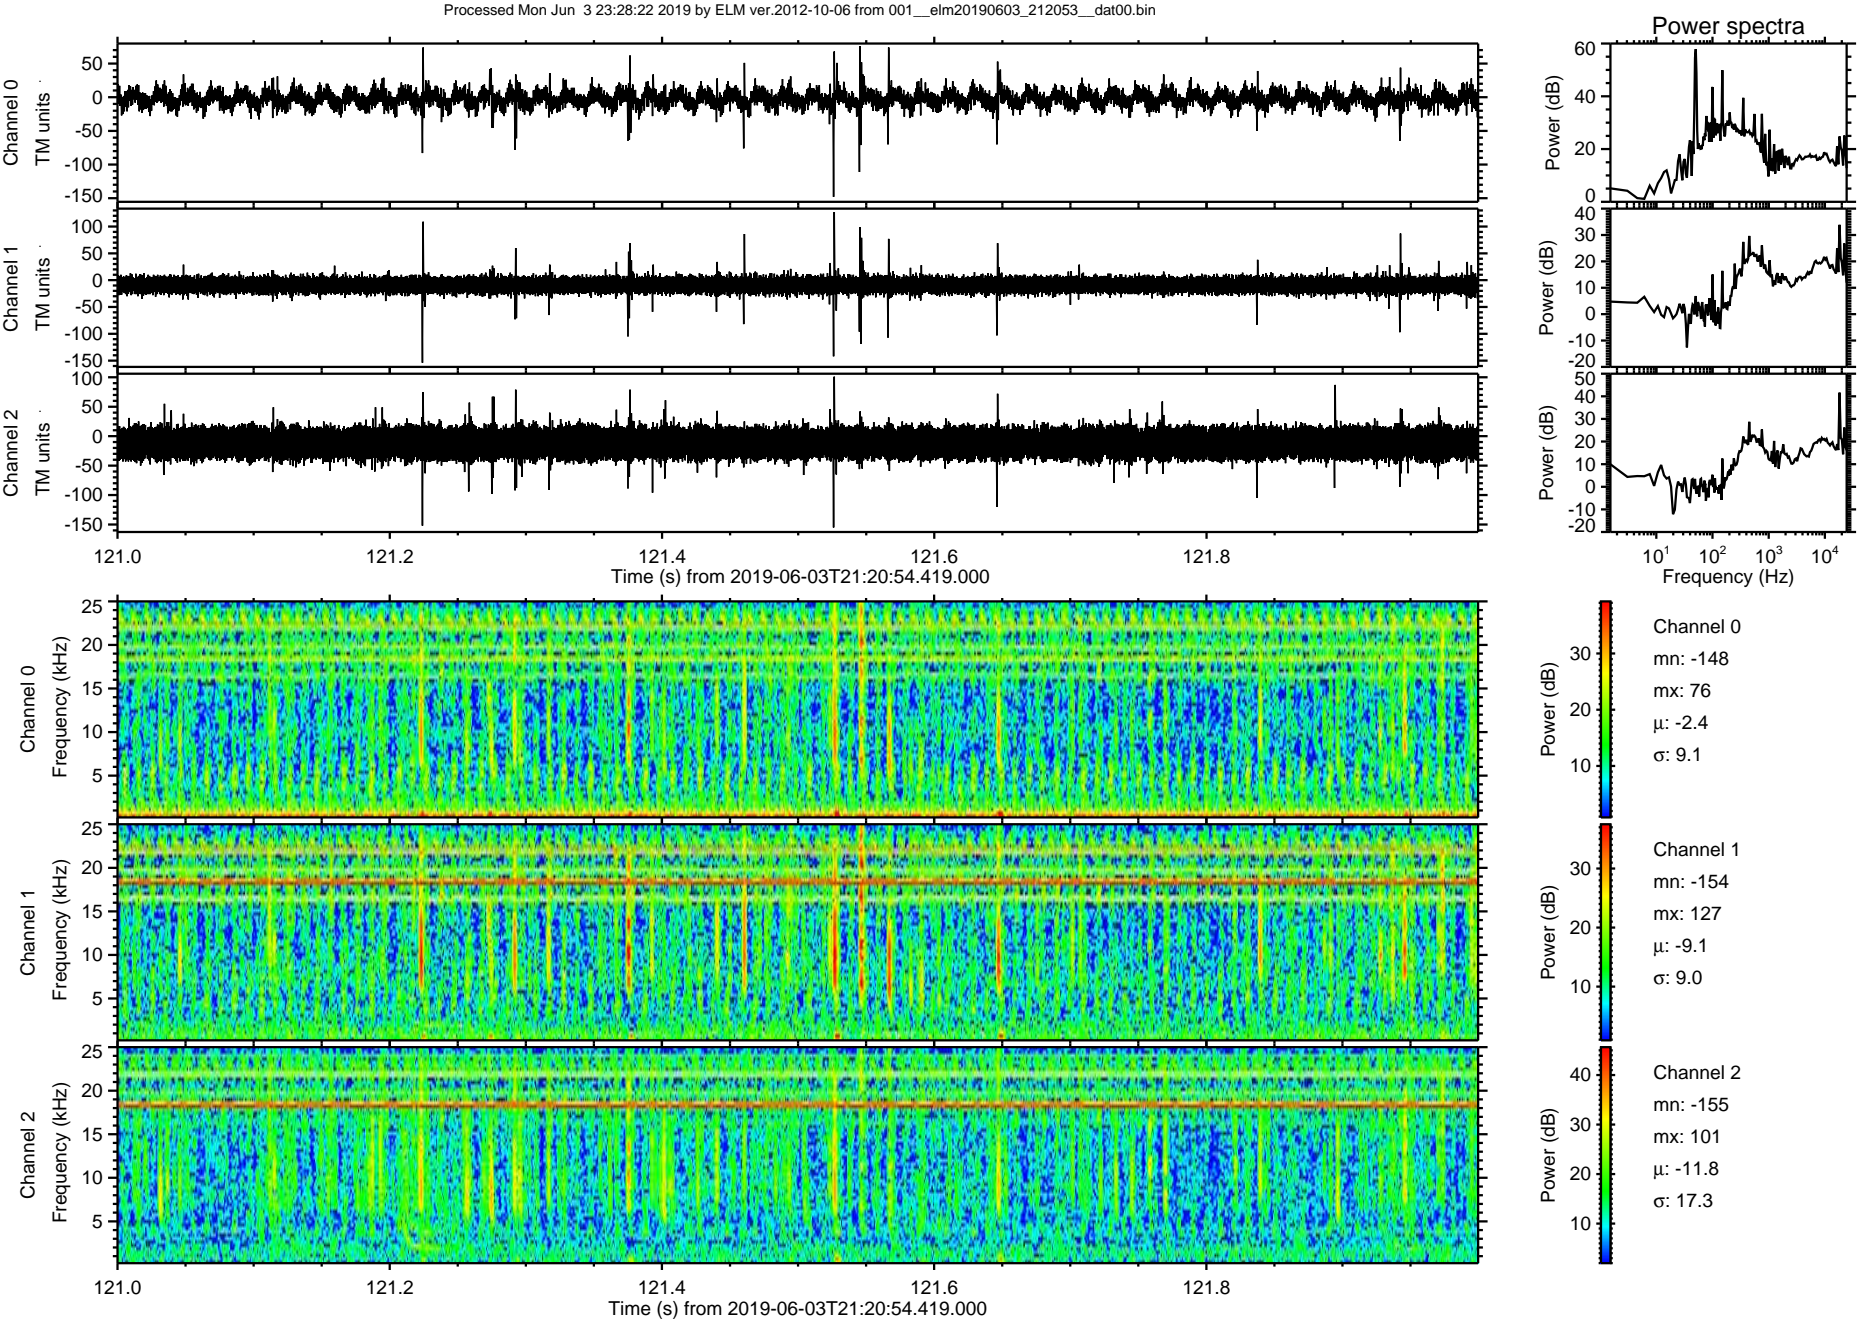 Processed Mon Jun  3 23:28:22 2019 by ELM ver.2012-10-06 from 001__elm20190603_212053__dat00.bin
Power spectra
Channel 0
TM units
50
0
-50
-100
-150
Power (dB)
60
40
20
0
Channel 1
TM units
100
50
0
-50
-100
-150
Power (dB)
40
30
20
10
0
-10
-20
Channel 2
TM units
100
50
0
-50
-100
-150
Power (dB)
50
40
30
20
10
0
-10
-20
121.0 121.2 121.4 121.6 121.8
Time (s) from 2019-06-03T21:20:54.419.000
10¹ 10² 10³ 10⁴
Frequency (Hz)
Channel 0
Frequency (kHz)
25
20
15
10
5
Power (dB)
30
20
10
Channel 0
mn: -148
mx: 76
μ: -2.4
σ: 9.1
Channel 1
Frequency (kHz)
25
20
15
10
5
Power (dB)
30
20
10
Channel 1
mn: -154
mx: 127
μ: -9.1
σ: 9.0
Channel 2
Frequency (kHz)
25
20
15
10
5
Power (dB)
40
30
20
10
Channel 2
mn: -155
mx: 101
μ: -11.8
σ: 17.3
121.0 121.2 121.4 121.6 121.8
Time (s) from 2019-06-03T21:20:54.419.000